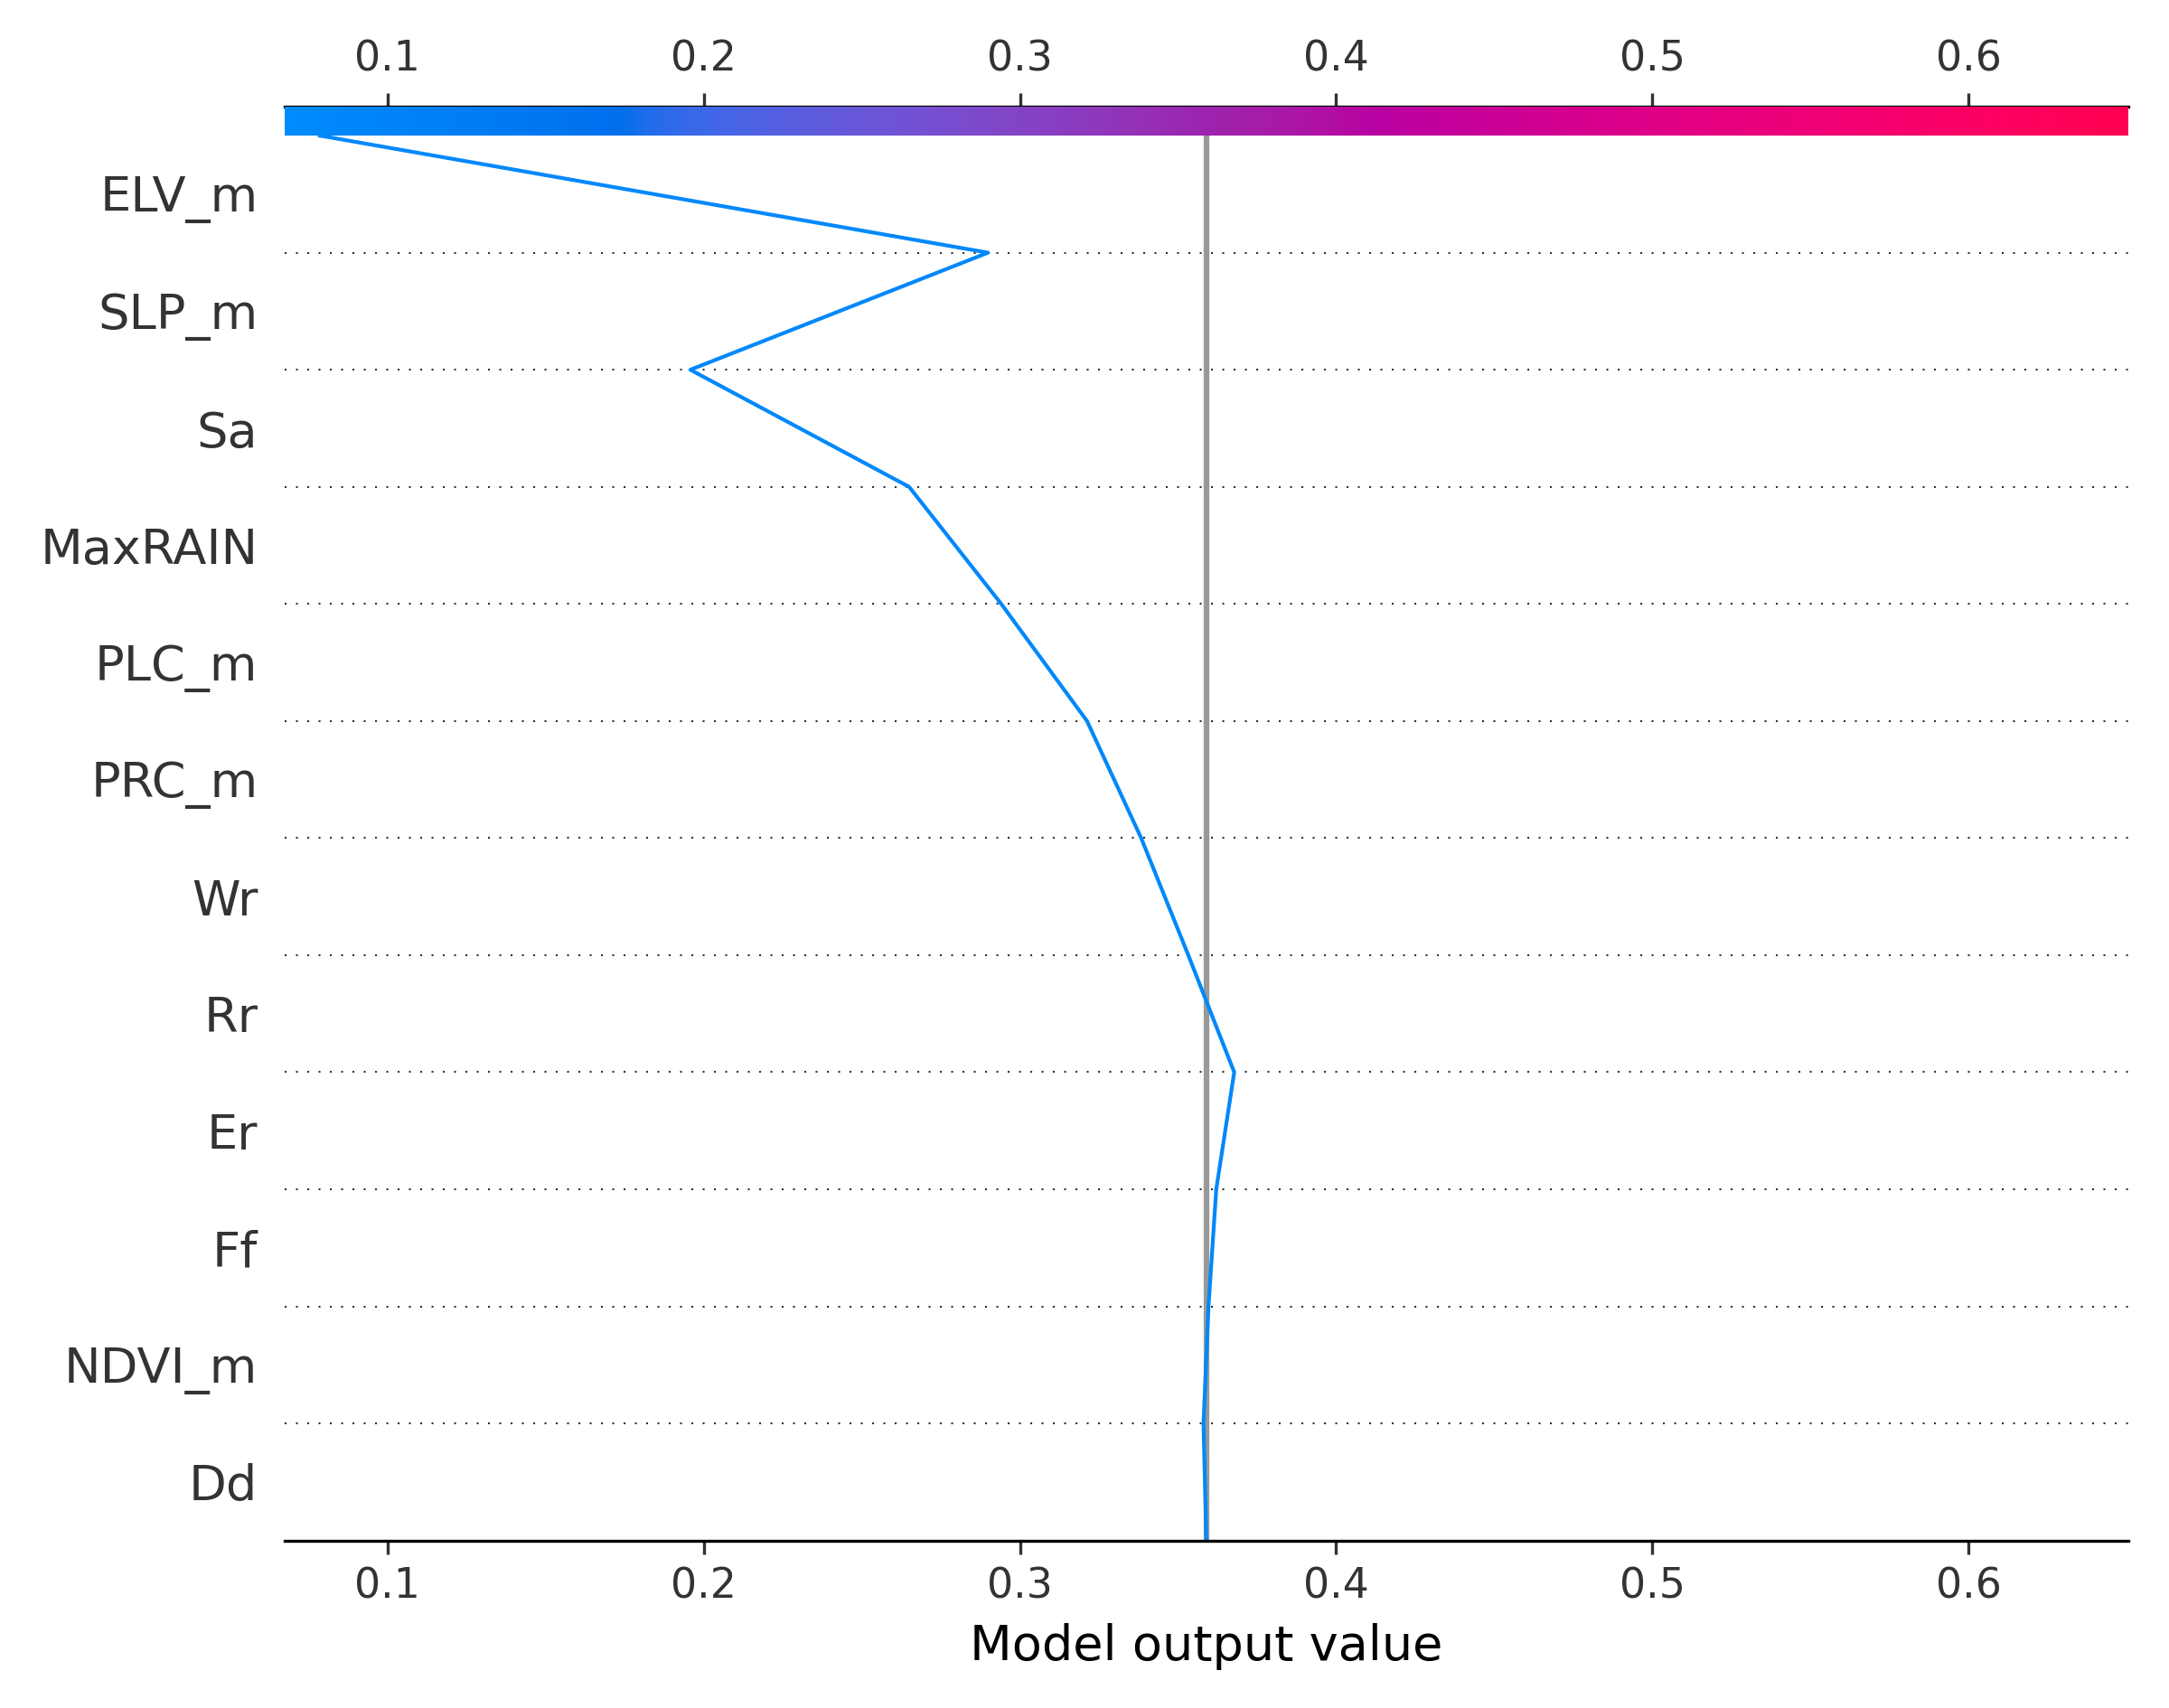 0.1 0.2 0.3 0.4 0.5 0.6
ELV_m
SLP_m
Sa
MaxRAIN
PLC_m
PRC_m
Wr
Rr
Er
Ff
NDVI_m
Dd
0.1 0.2 0.3 0.4 0.5 0.6
Model output value